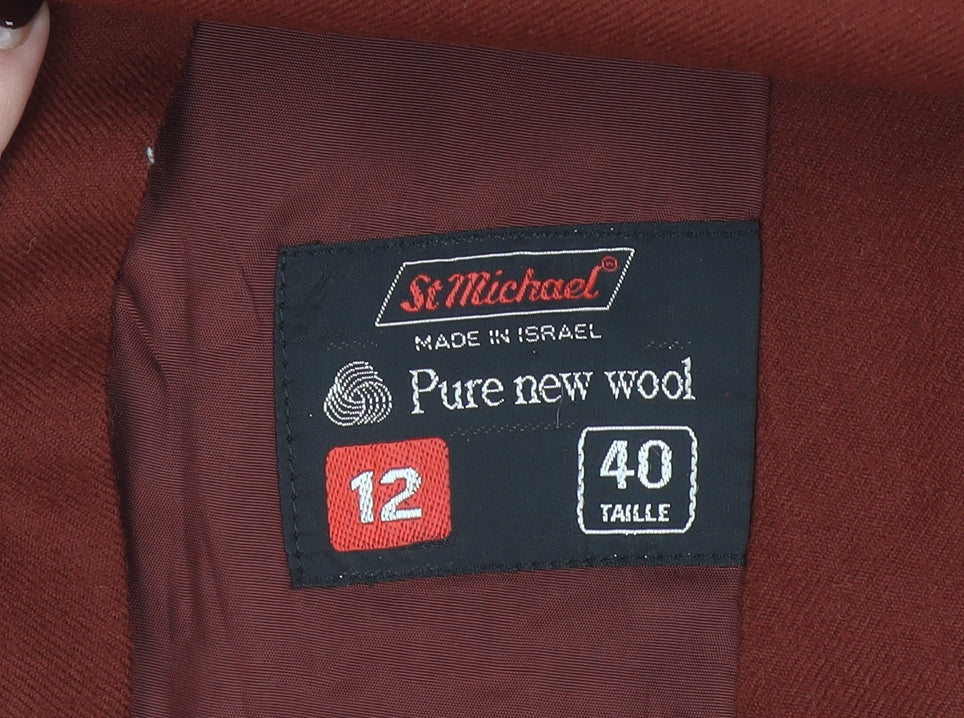 St Michael®
MADE IN ISRAEL
Pure new wool
12
40
TAILLE